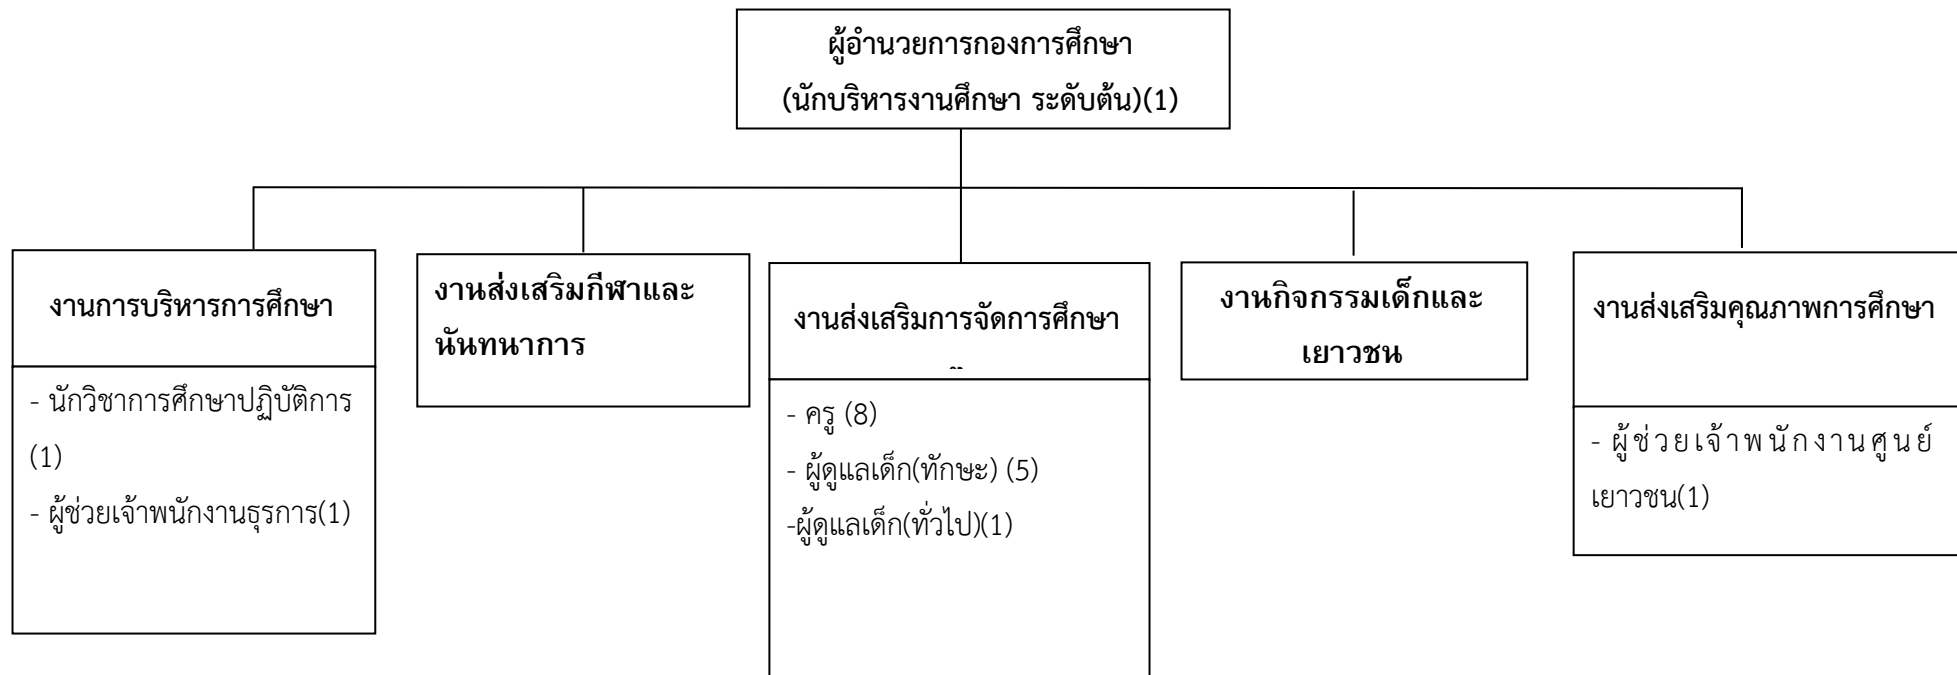 ผู้อำนวยการกองการศึกษา
(นักบริหารงานศึกษา ระดับต้น)(1)
งานการบริหารการศึกษา
- นักวิชาการศึกษาปฏิบัติการ
(1)
- ผู้ช่วยเจ้าพนักงานธุรการ(1)
งานส่งเสริมกีฬาและ
นันทนาการ
งานส่งเสริมการจัดการศึกษา
- ครู (8)
- ผู้ดูแลเด็ก(ทักษะ) (5)
-ผู้ดูแลเด็ก(ทั่วไป)(1)
งานกิจกรรมเด็กและ
เยาวชน
งานส่งเสริมคุณภาพการศึกษา
- ผู้ช่วยเจ้าพนักงานศูนย์
เยาวชน(1)